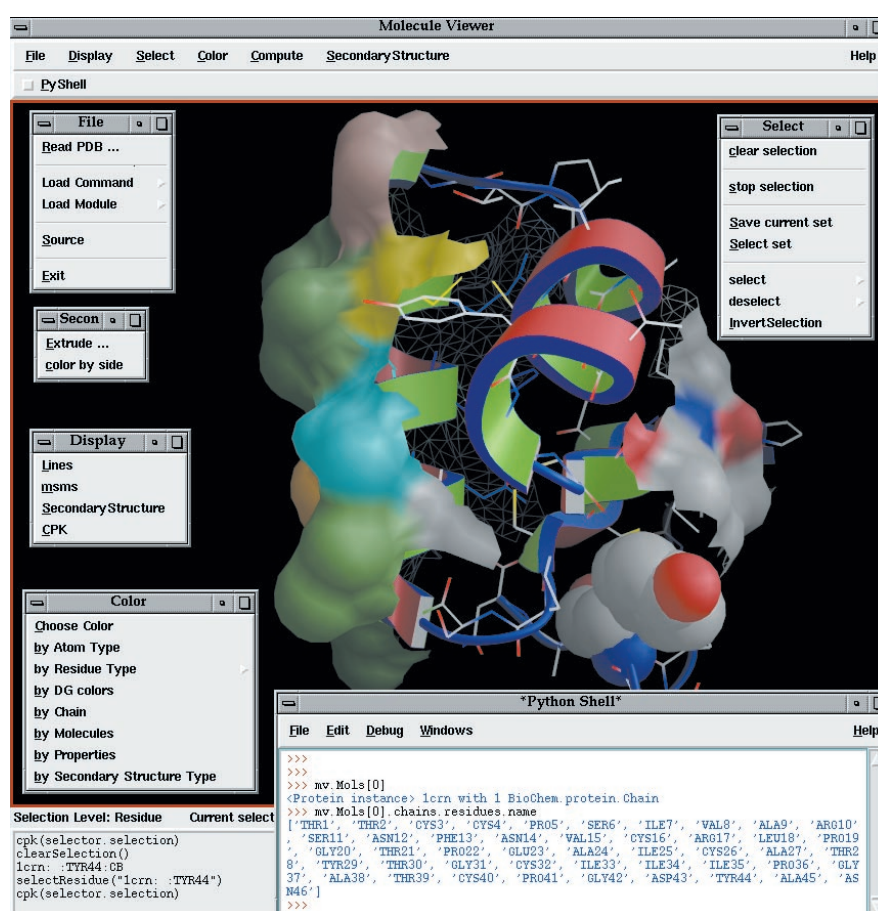 Molecule Viewer
File Display Select Color Compute SecondaryStructure Help
PyShell
File
Read PDB ...
Load Command
Load Module
Source
Exit
Select
clear selection
stop selection
Save current set
Select set
select
deselect
InvertSelection
Secon
Extrude ...
color by side
Display
Lines
msms
SecondaryStructure
CPK
Color
Choose Color
by Atom Type
by Residue Type
by DG colors
by Chain
by Molecules
by Properties
by Secondary Structure Type
Selection Level: Residue Current select
cpk(selector.selection)
clearSelection()
1crn: :TYR44:CB
selectResidue("1crn: :TYR44")
cpk(selector.selection)
*Python Shell*
File Edit Debug Windows Help
>>>
>>>
>>> mv.Mols[0]
<Protein instance> 1crn with 1 BioChem.protein.Chain
>>> mv.Mols[0].chains.residues.name
['THR1', 'THR2', 'CYS3', 'CYS4', 'PRO5', 'SER6', 'ILE7', 'VAL8', 'ALA9', 'ARG10'
, 'SER11', 'ASN12', 'PHE13', 'ASN14', 'VAL15', 'CYS16', 'ARG17', 'LEU18', 'PRO19
', 'GLY20', 'THR21', 'PRO22', 'GLU23', 'ALA24', 'ILE25', 'CYS26', 'ALA27', 'THR2
8', 'TYR29', 'THR30', 'GLY31', 'CYS32', 'ILE33', 'ILE34', 'ILE35', 'PRO36', 'GLY
37', 'ALA38', 'THR39', 'CYS40', 'PRO41', 'GLY42', 'ASP43', 'TYR44', 'ALA45', 'AS
N46']
>>>